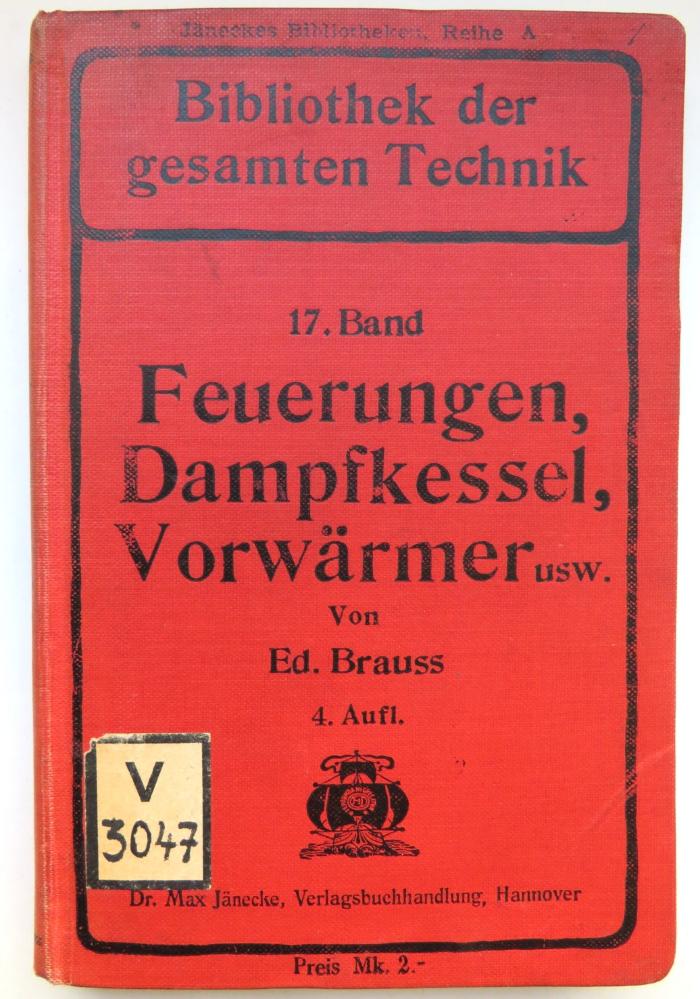 Jäneckes Bibliotheken, Reihe A
Bibliothek der
gesamten Technik
17. Band
Feuerungen,
Dampfkessel,
Vorwärmer usw.
Von
Ed. Brauss
4. Aufl.
V
3047
Dr. Max Jänecke, Verlagsbuchhandlung, Hannover
Preis Mk. 2.-